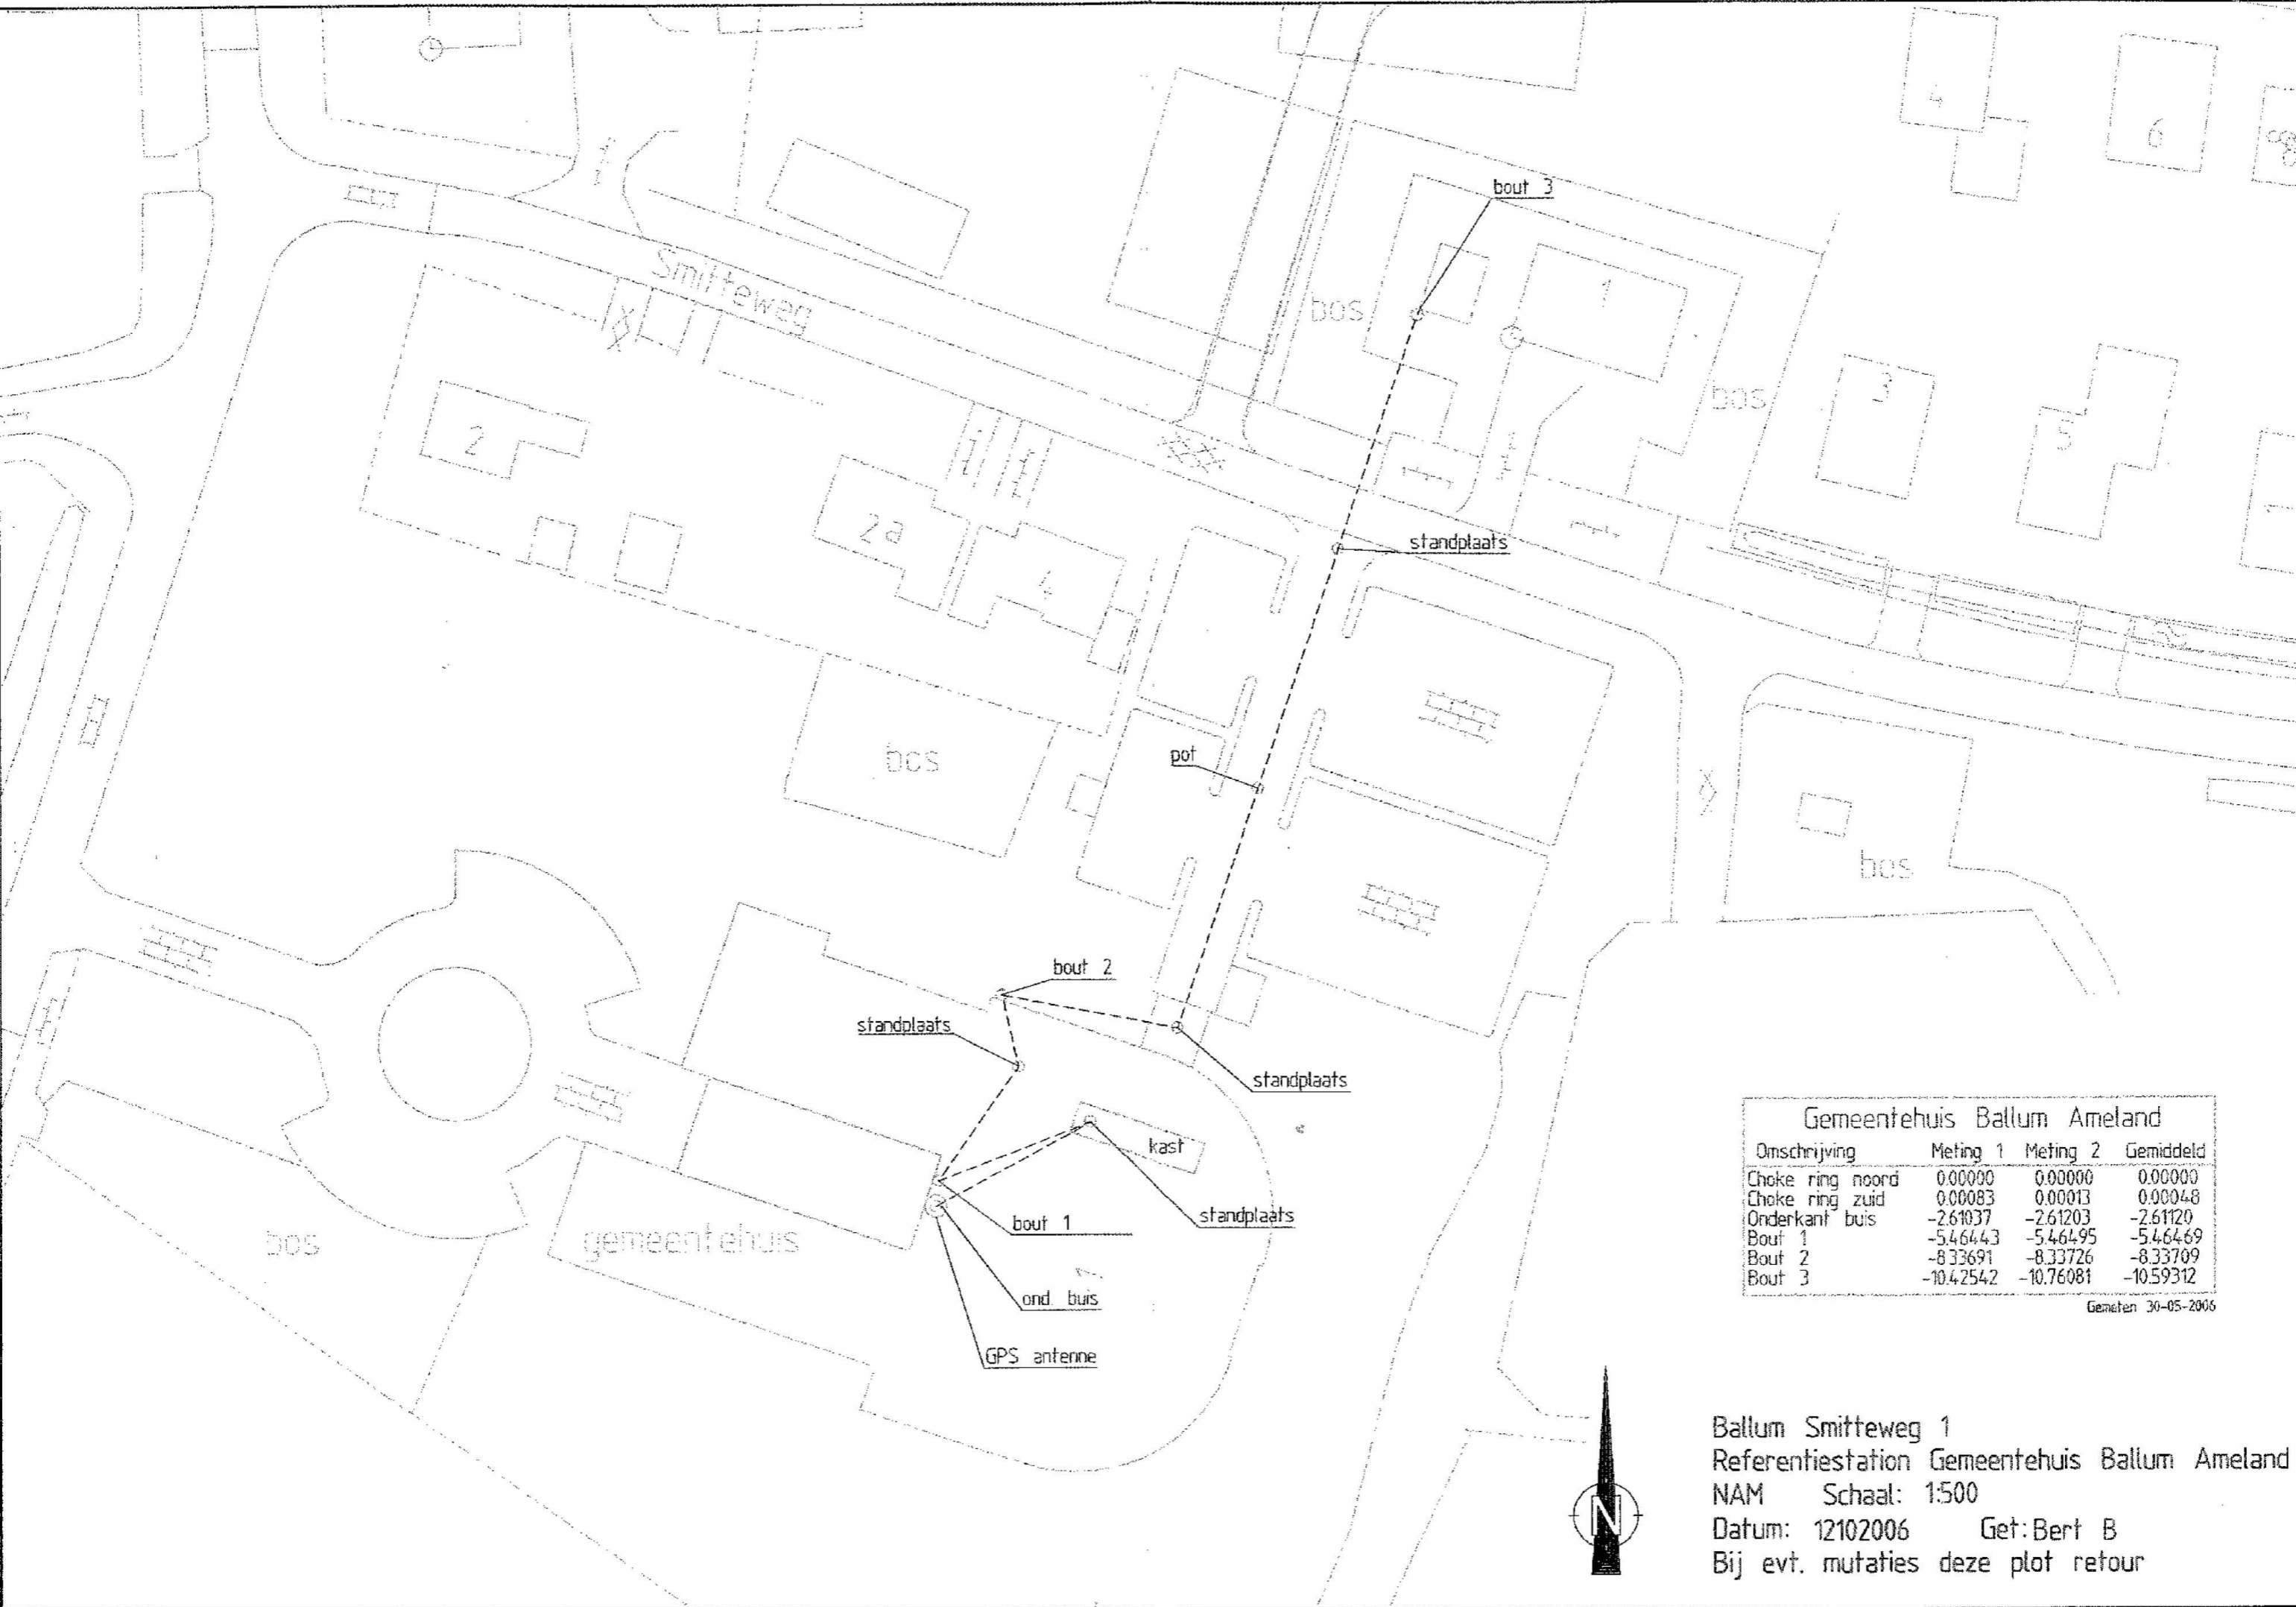 4
6
8
bout 3
Smitteweg
bos
1
bos
3
5
2
2a
4
standplaats
bos
pot
bos
bout 2
standplaats
standplaats
kast
bout 1
standplaats
bos
gemeentehuis
ond. buis
GPS antenne
Gemeentehuis Ballum Ameland
Omschrijving Meting 1 Meting 2 Gemiddeld
Choke ring noord 0.00000 0.00000 0.00000
Choke ring zuid 0.00083 0.00013 0.00048
Onderkant buis -2.61037 -2.61203 -2.61120
Bout 1 -5.46443 -5.46495 -5.46469
Bout 2 -8.33691 -8.33726 -8.33709
Bout 3 -10.42542 -10.76081 -10.59312
Gemeten 30-05-2006
N
Ballum Smitteweg 1
Referentiestation Gemeentehuis Ballum Ameland
NAM Schaal: 1:500
Datum: 12102006 Get: Bert B
Bij evt. mutaties deze plot retour